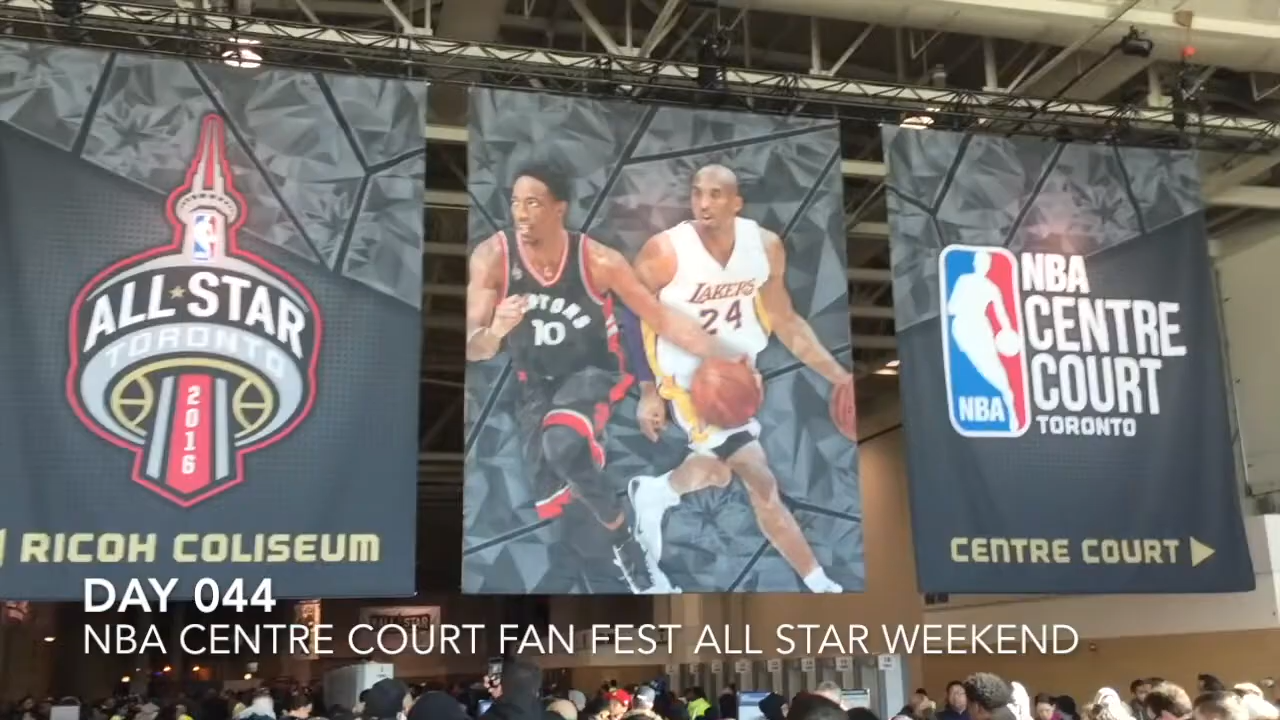 ALL★STAR
TORONTO
2016
RICOH COLISEUM
10
LAKERS
24
NBA
NBA
CENTRE
COURT
TORONTO
CENTRE COURT
DAY 044
NBA CENTRE COURT FAN FEST ALL STAR WEEKEND